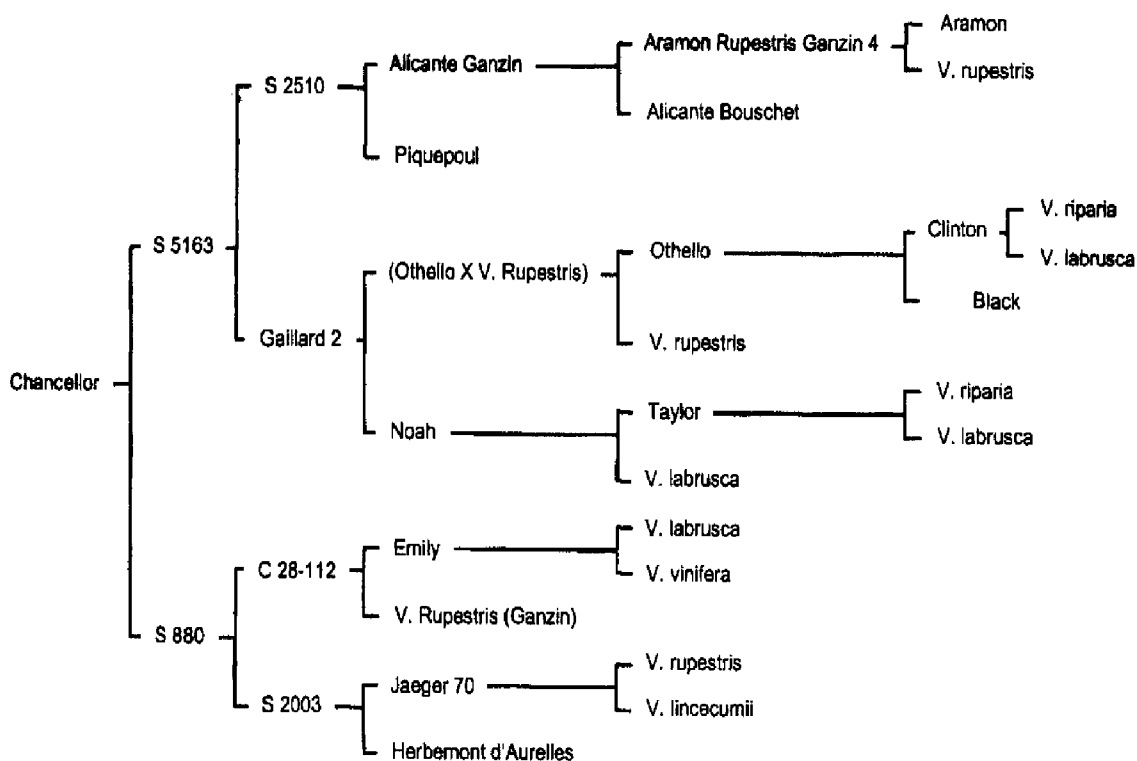 Aramon
Aramon Rupestris Ganzin 4
Alicante Ganzin
V. rupestris
S 2510
Alicante Bouschet
Piquepoul
V. riparia
Clinton
S 5163
Othello
V. labrusca
(Othello X V. Rupestris)
Black
Gaillard 2
V. rupestris
Chancellor
V. riparia
Taylor
Noah
V. labrusca
V. labrusca
V. labrusca
Emily
C 28-112
V. vinifera
V. Rupestris (Ganzin)
S 880
V. rupestris
Jaeger 70
S 2003
V. lincecumii
Herbemont d'Aurelles